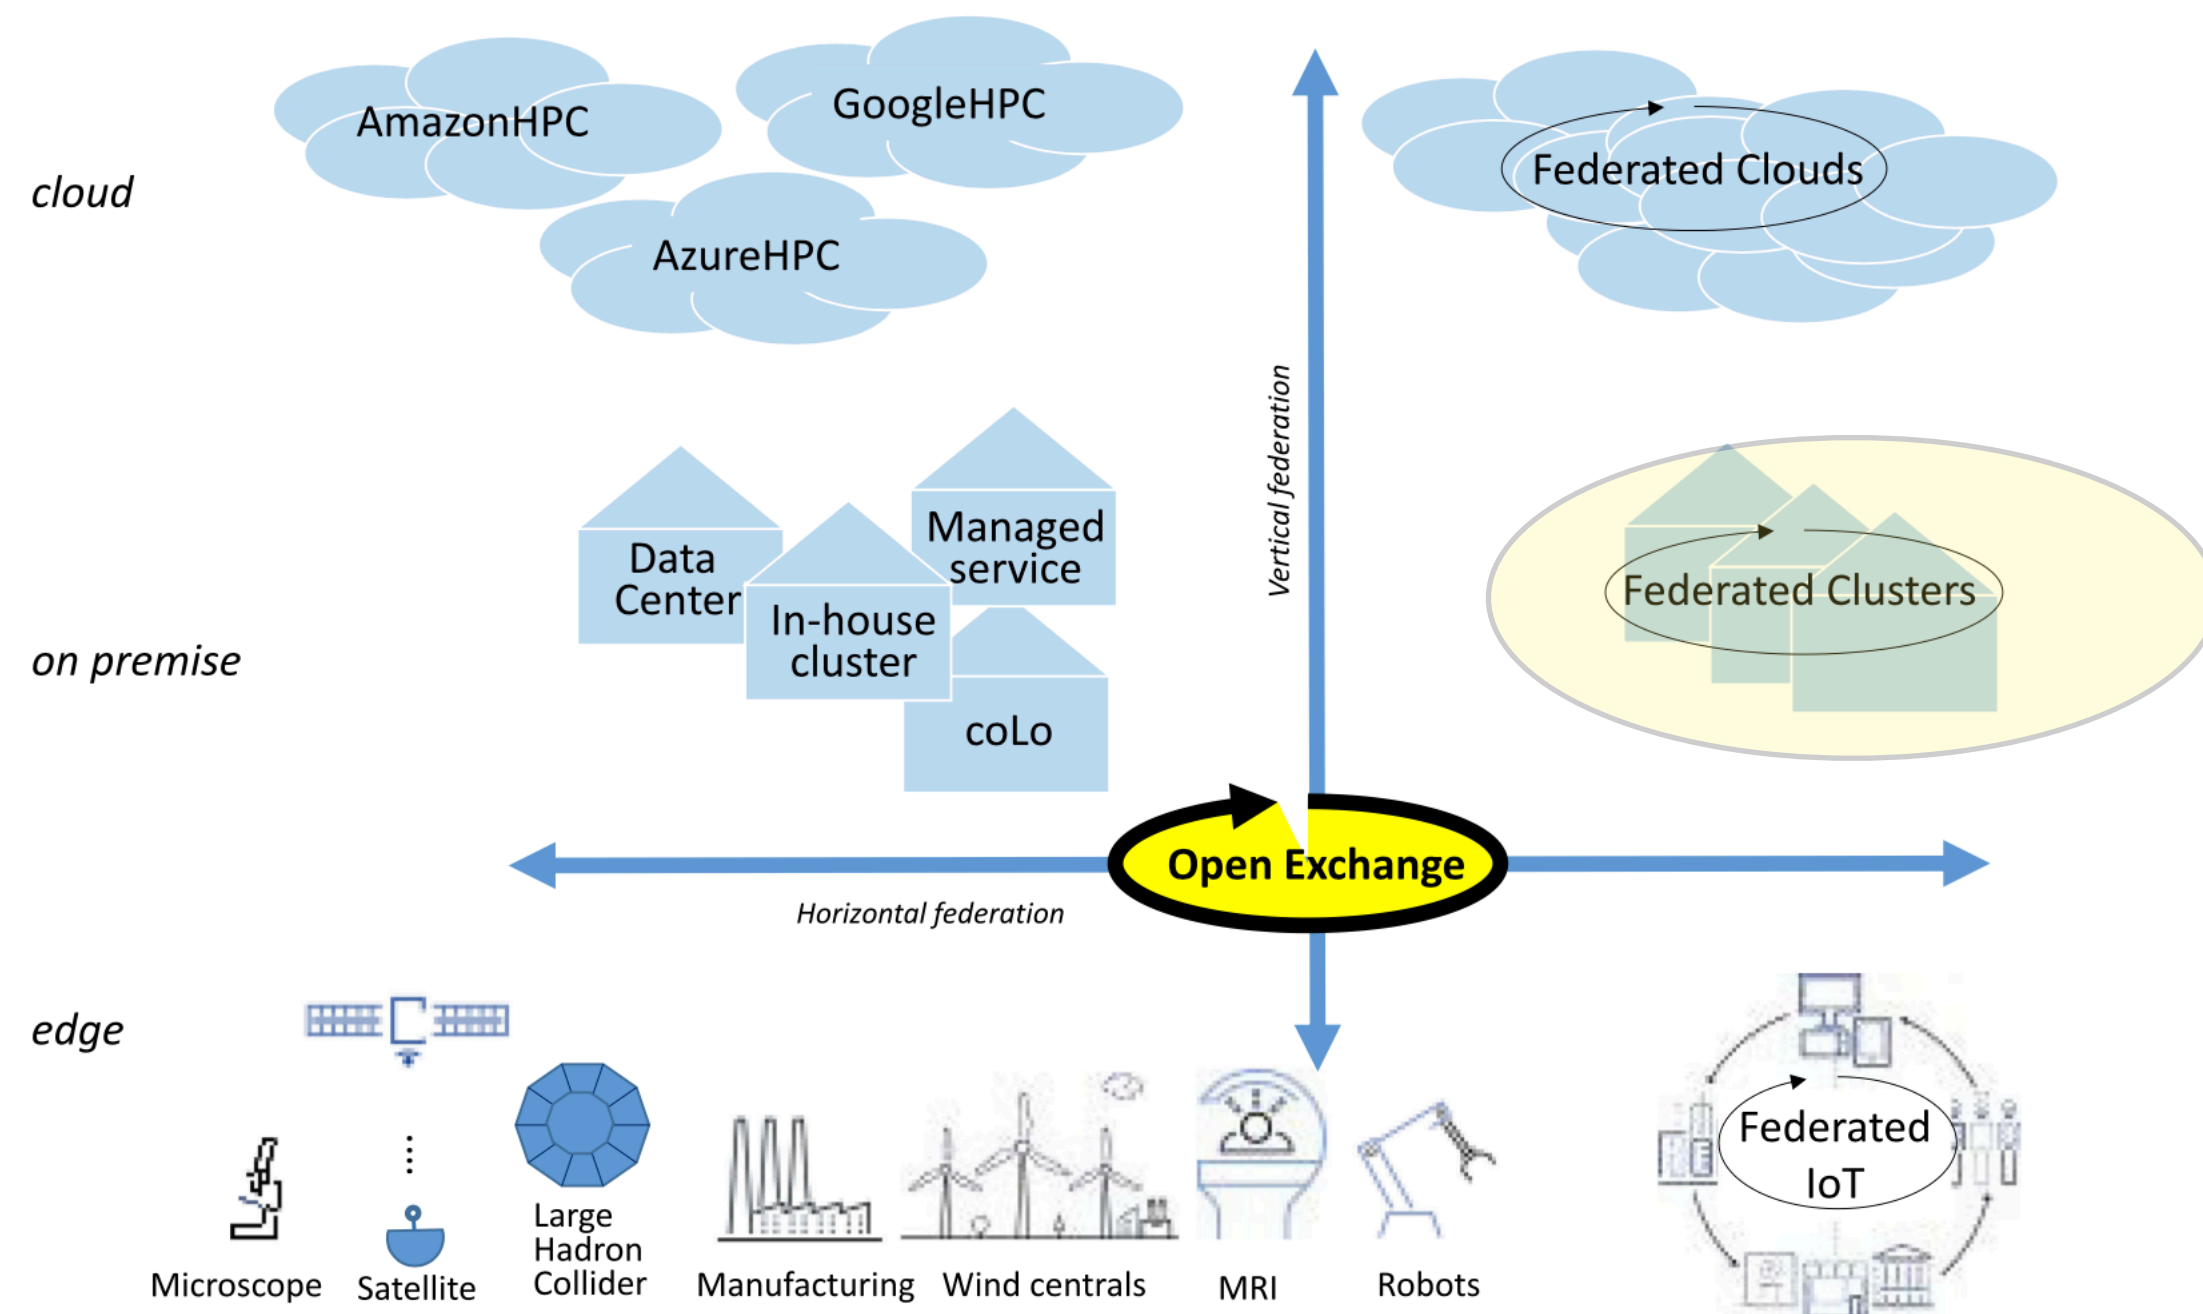 AmazonHPC
GoogleHPC
Federated Clouds
cloud
AzureHPC
Vertical federation
Managed
service
Data
Center
In-house
cluster
Federated Clusters
on premise
coLo
Open Exchange
Horizontal federation
edge
Federated
IoT
Microscope
Satellite
Large
Hadron
Collider
Manufacturing
Wind centrals
MRI
Robots